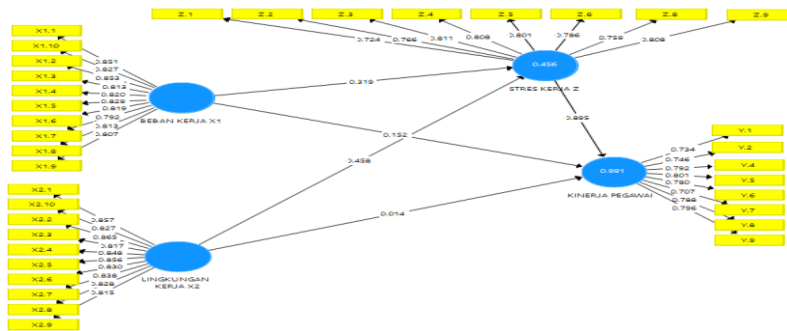 Z.1 Z.2 Z.3 Z.4 Z.5 Z.6 Z.8 Z.9
0.724 0.766 0.811 0.808 0.801 0.786 0.759 0.808
0.456
STRES KERJA Z
X1.1
X1.10
X1.2
X1.3
X1.4
X1.5
X1.6
X1.7
X1.8
X1.9
0.851
0.827
0.853
0.813
0.820
0.829
0.819
0.792
0.813
0.807
BEBAN KERJA X1
0.319
0.152
0.895
0.458
0.014
0.991
KINERJA PEGAWAI
0.734
0.746
0.792
0.801
0.780
0.707
0.788
0.796
Y.1
Y.2
Y.4
Y.5
Y.6
Y.7
Y.8
Y.9
X2.1
X2.10
X2.2
X2.3
X2.4
X2.5
X2.6
X2.7
X2.8
X2.9
0.857
0.827
0.865
0.817
0.848
0.856
0.830
0.838
0.828
0.815
LINGKUNGAN
KERJA X2